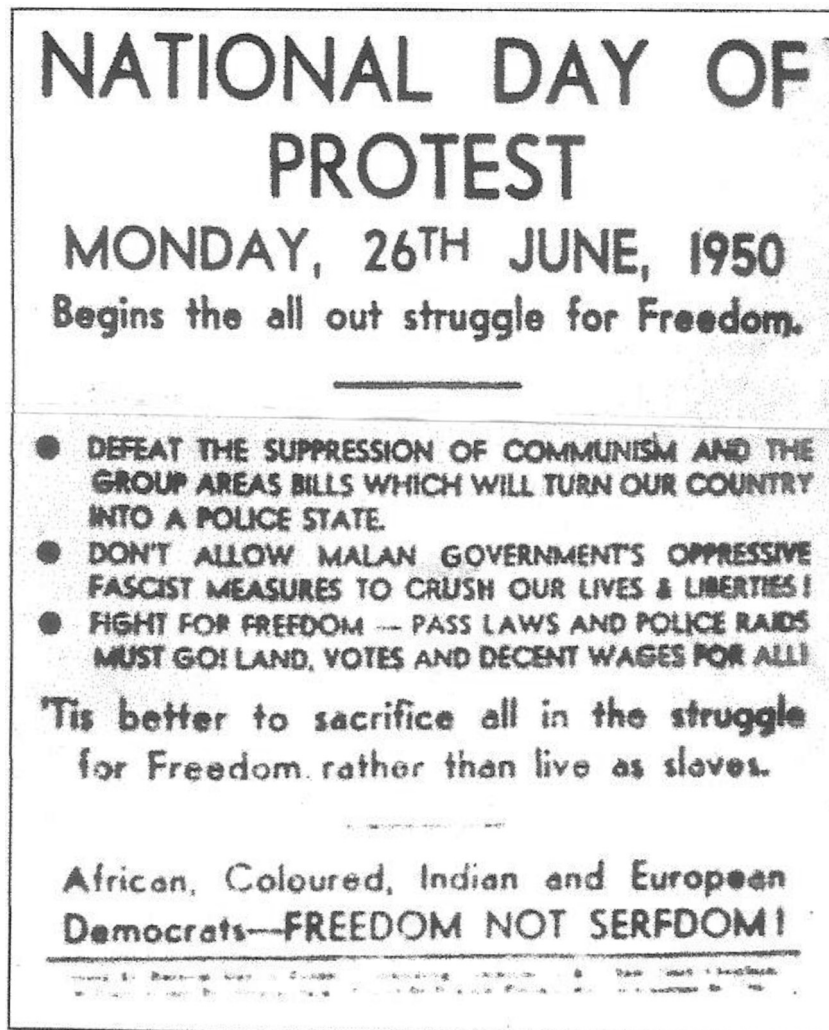 NATIONAL DAY OF
PROTEST
MONDAY, 26TH JUNE, 1950
Begins the all out struggle for Freedom.
● DEFEAT THE SUPPRESSION OF COMMUNISM AND THE
GROUP AREAS BILLS WHICH WILL TURN OUR COUNTRY
INTO A POLICE STATE.
● DON'T ALLOW MALAN GOVERNMENT'S OPPRESSIVE
FASCIST MEASURES TO CRUSH OUR LIVES & LIBERTIES!
● FIGHT FOR FREEDOM — PASS LAWS AND POLICE RAIDS
MUST GO! LAND, VOTES AND DECENT WAGES FOR ALL!
'Tis better to sacrifice all in the struggle
for Freedom rather than live as slaves.
African, Coloured, Indian and European
Democrats—FREEDOM NOT SERFDOM!